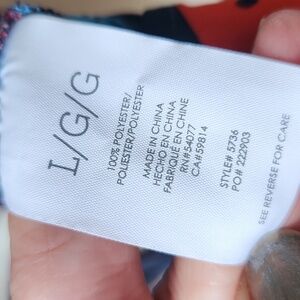 L/G/G
100% POLYESTER/
POLIESTER/POLYESTER
MADE IN CHINA
HECHO EN CHINA
FABRIQUÉ EN CHINE
RN#54077
CA#59814
STYLE# 5736
PO# 222903
SEE REVERSE FOR CARE